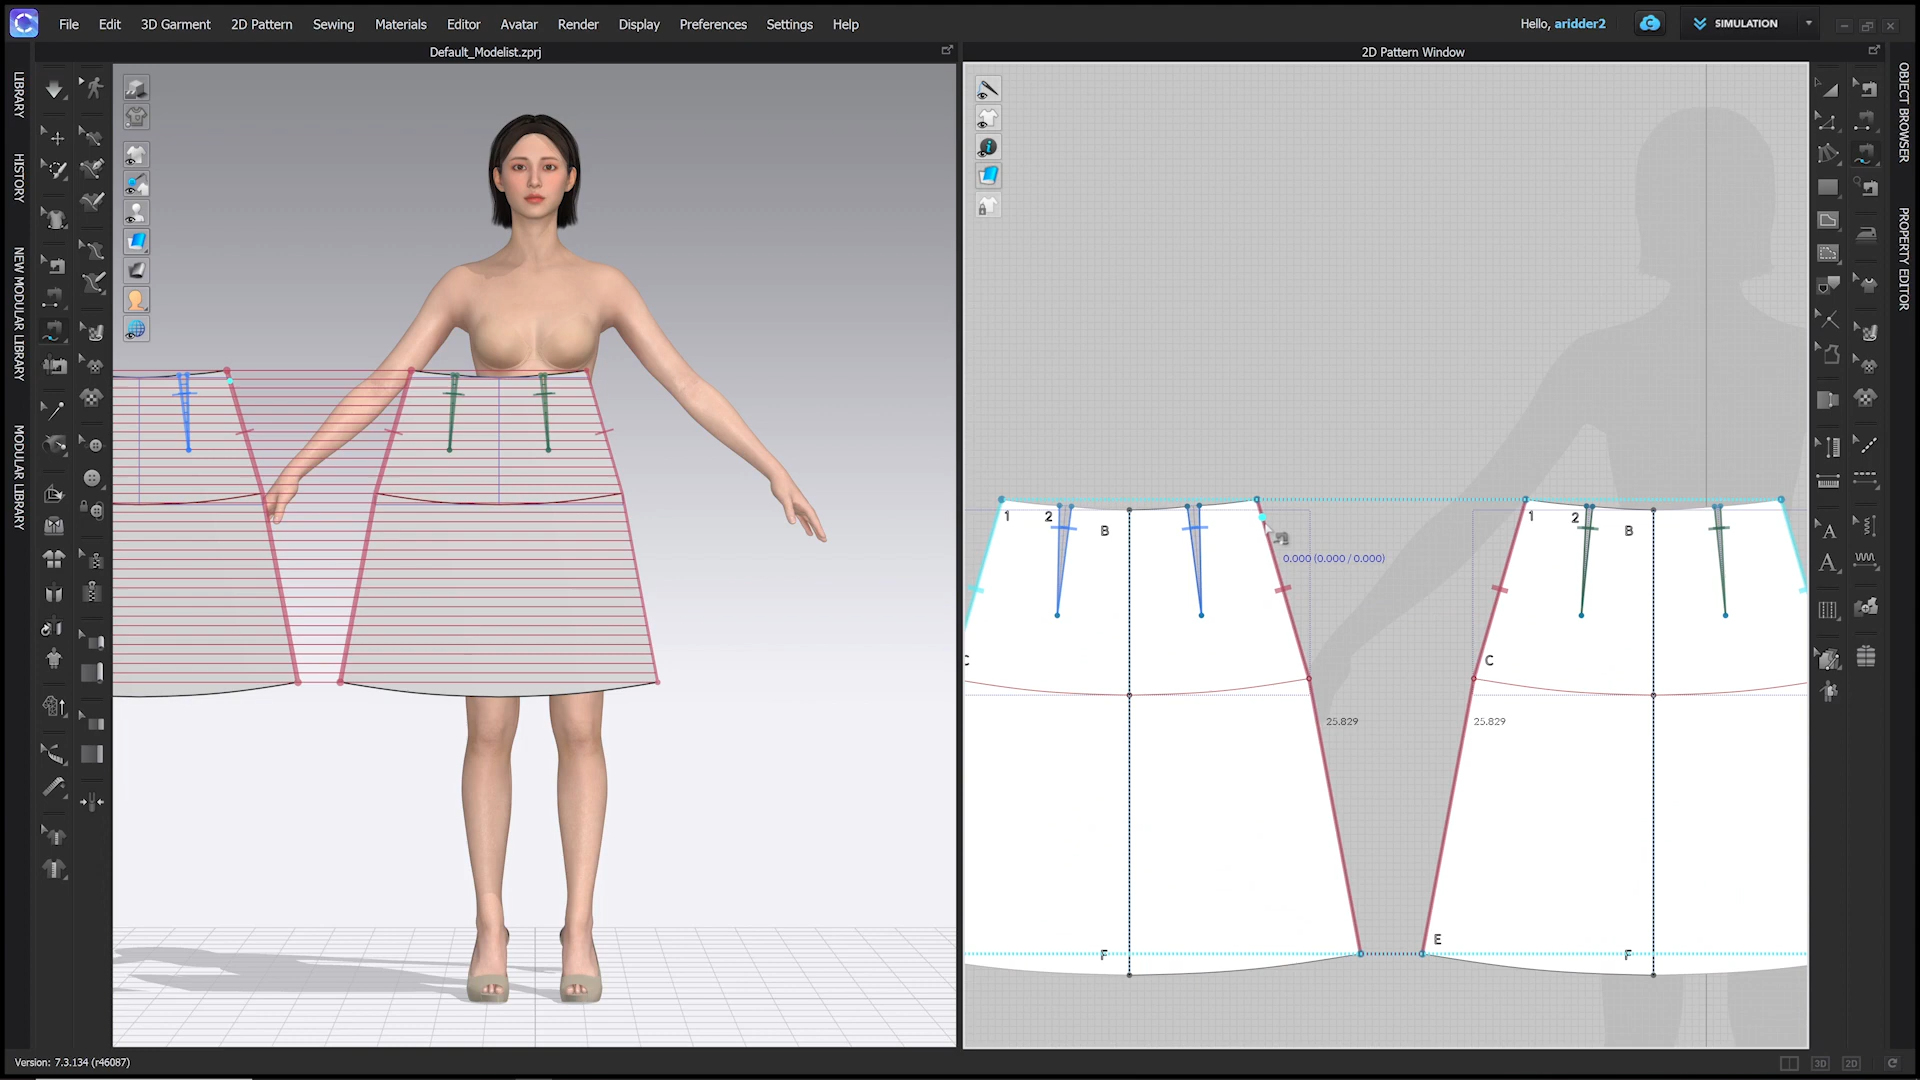 File Edit 3D Garment 2D Pattern Sewing Materials Editor Avatar Render Display Preferences Settings Help
Hello, aridder2
SIMULATION
Default_Modelist.zprj
2D Pattern Window
LIBRARY
HISTORY
NEW MODULAR LIBRARY
MODULAR LIBRARY
OBJECT BROWSER
PROPERTY EDITOR
1 2 B 1 2 B
0.000 (0.000 / 0.000)
C C
25.829 25.829
E
F F
A
A
Version: 7.3.134 (r46087)
3D 2D